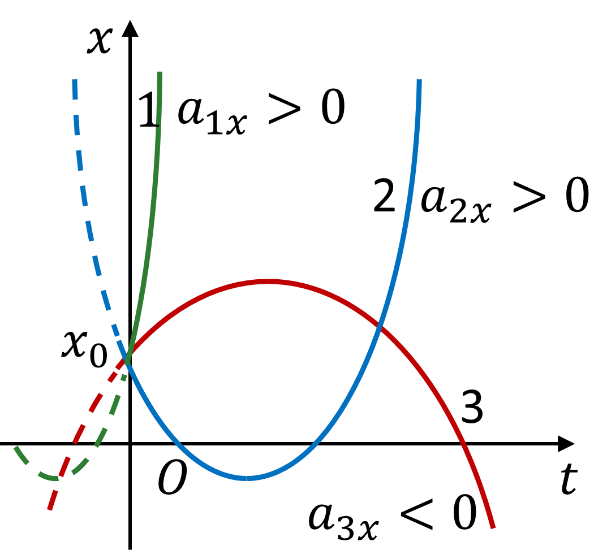 x
1 a₁ₓ > 0
2 a₂ₓ > 0
x₀
3
O
t
a₃ₓ < 0